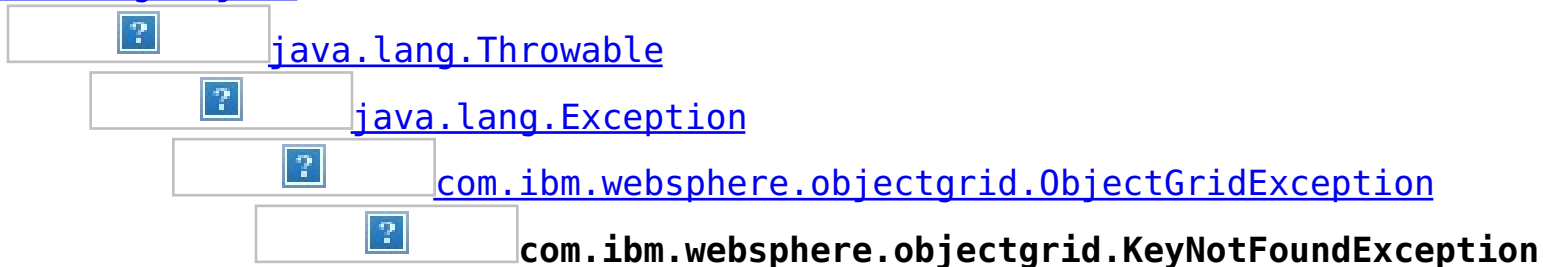 java.lang.Throwable
java.lang.Exception
com.ibm.websphere.objectgrid.ObjectGridException
com.ibm.websphere.objectgrid.KeyNotFoundException